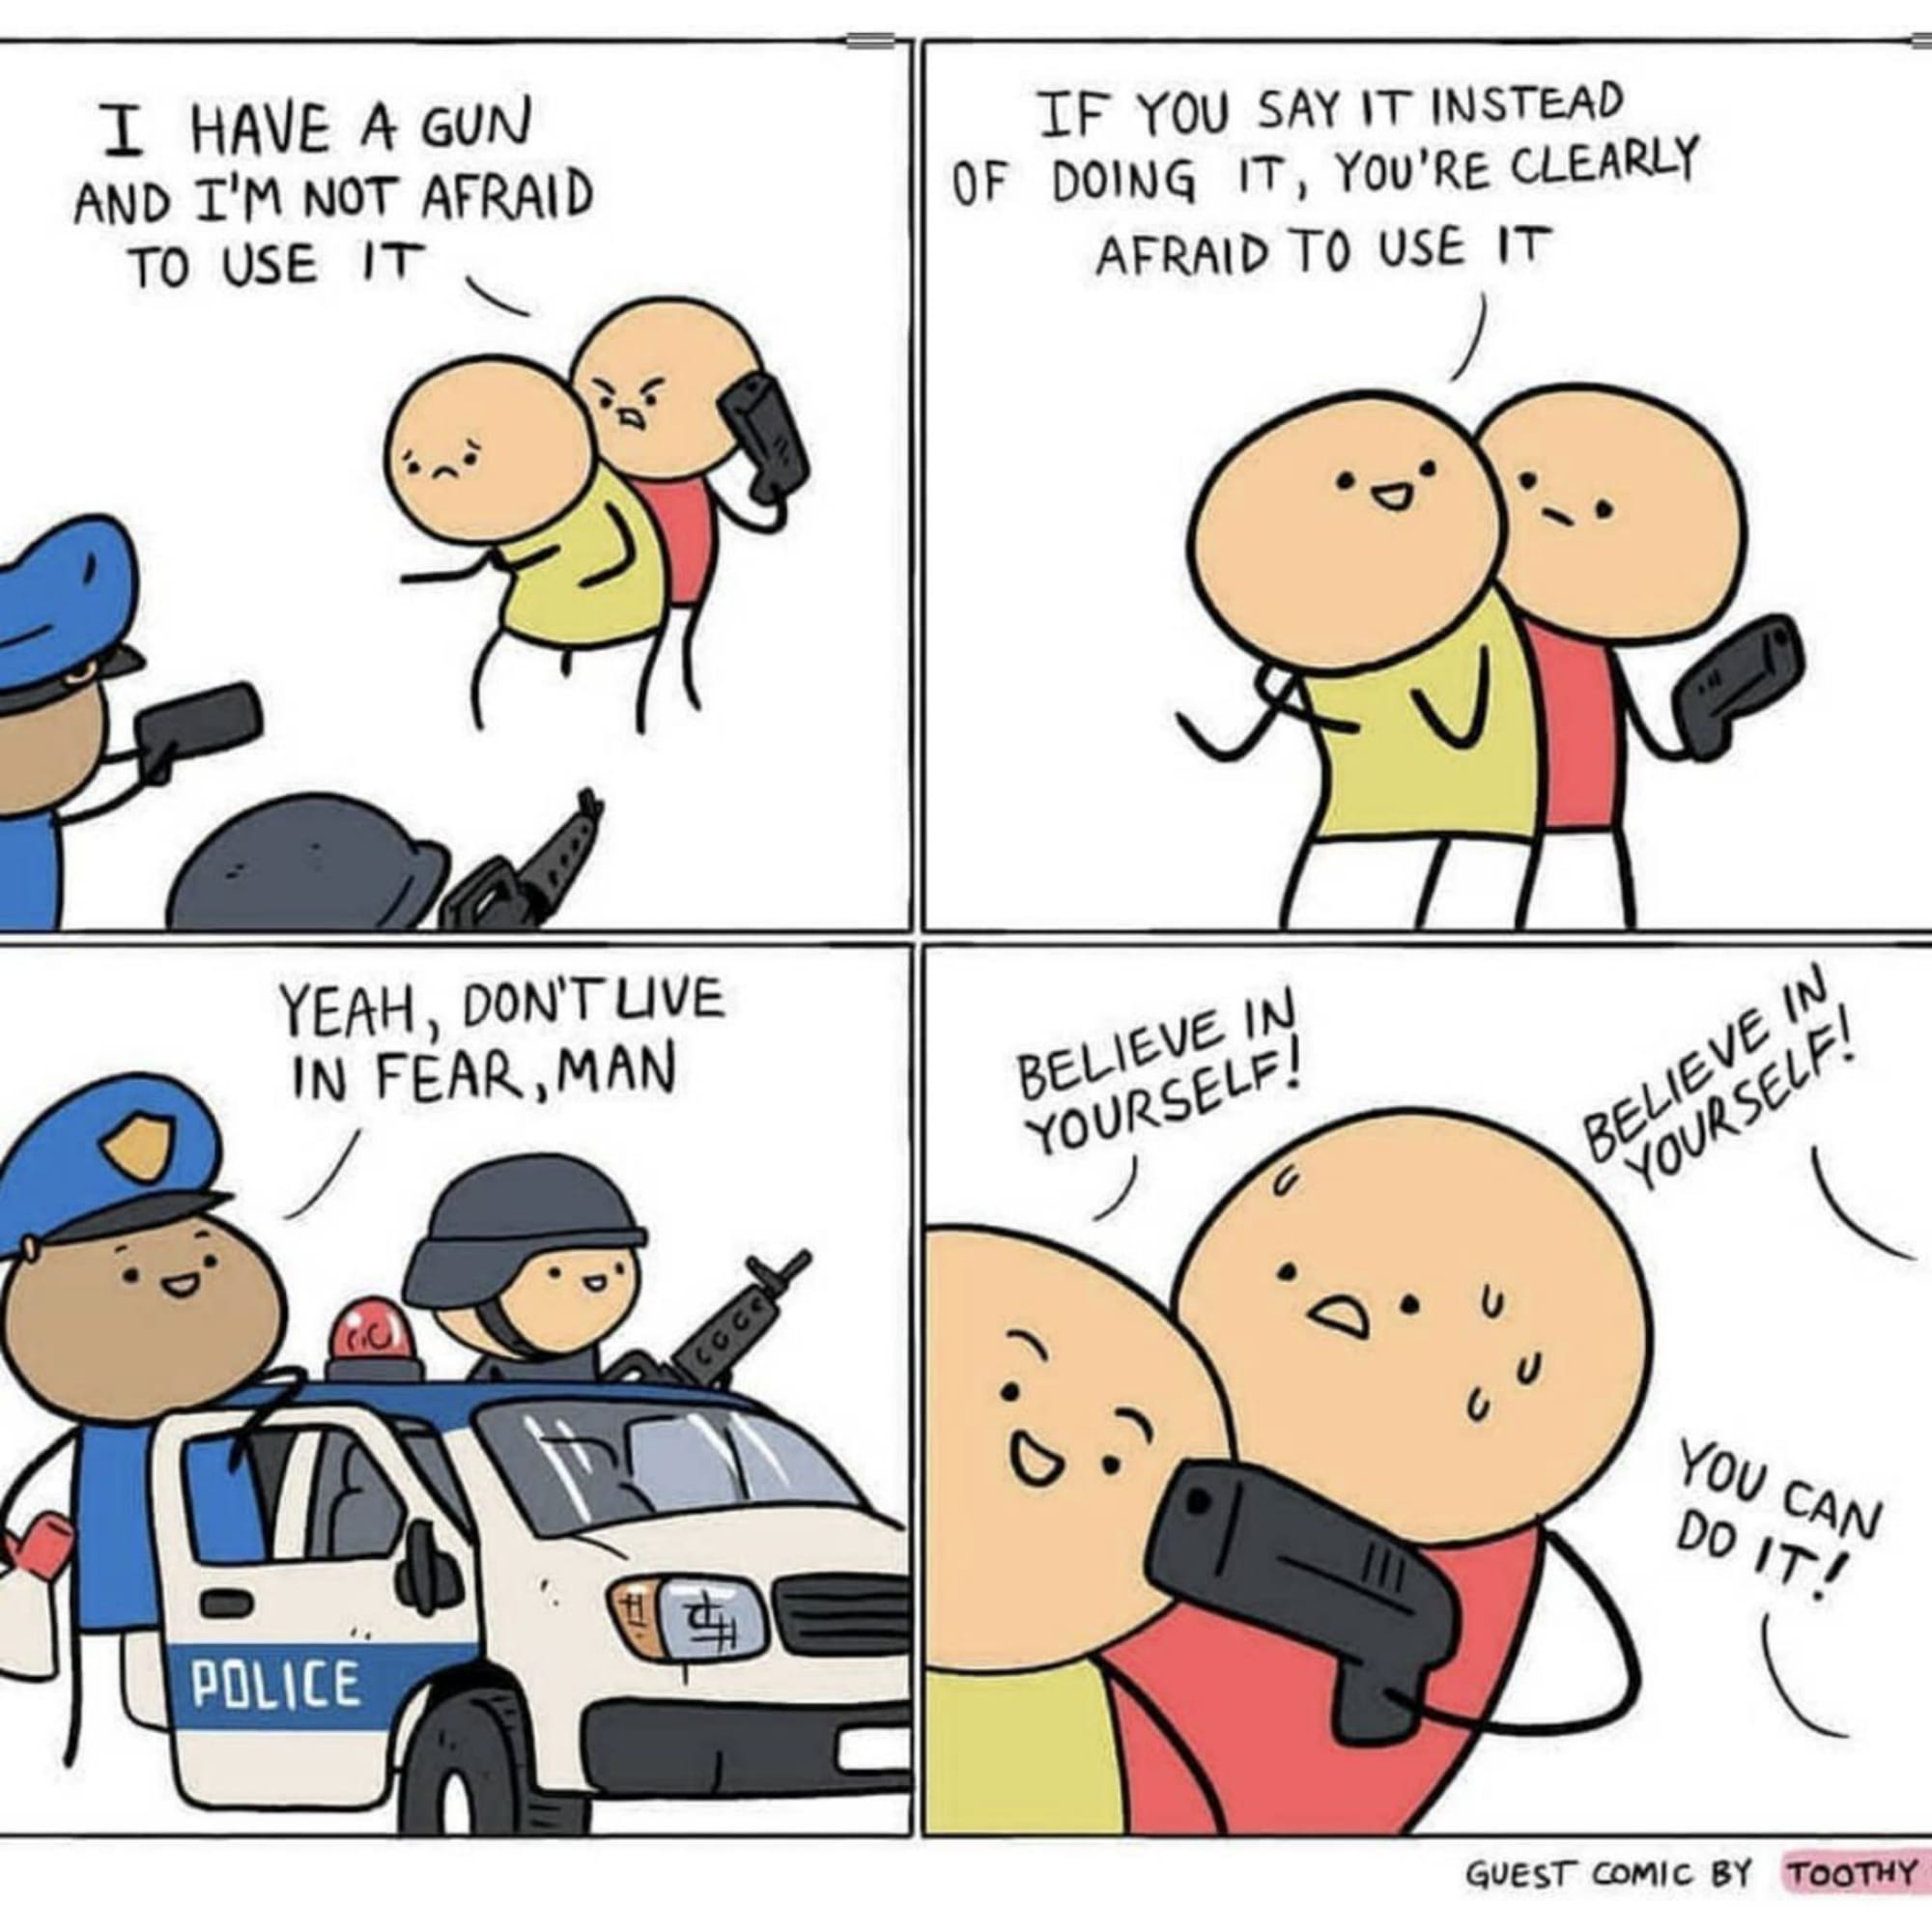 I HAVE A GUN
AND I'M NOT AFRAID
TO USE IT
IF YOU SAY IT INSTEAD
OF DOING IT, YOU'RE CLEARLY
AFRAID TO USE IT
YEAH, DON'T LIVE
IN FEAR, MAN
POLICE
BELIEVE IN
YOURSELF!
BELIEVE IN
YOURSELF!
YOU CAN
DO IT!
GUEST COMIC BY TOOTHY